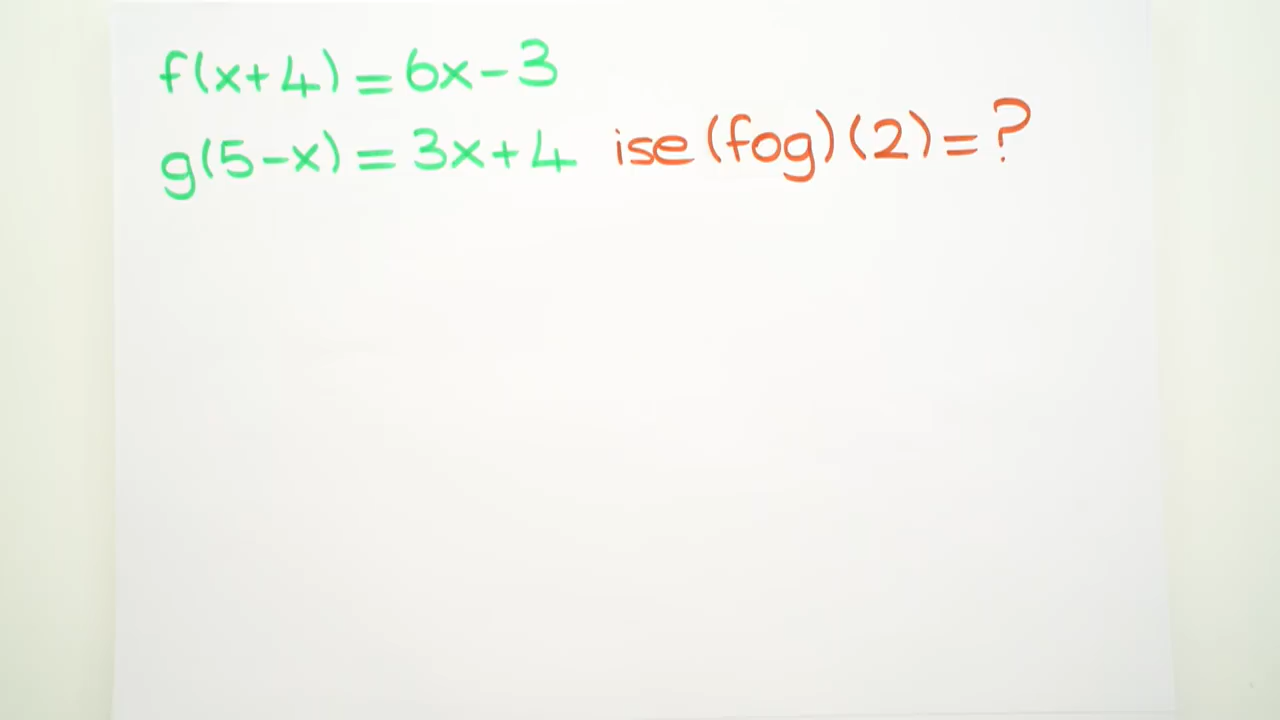 f(x+4)=6x-3
g(5-x)=3x+4 ise (fog)(2)=?